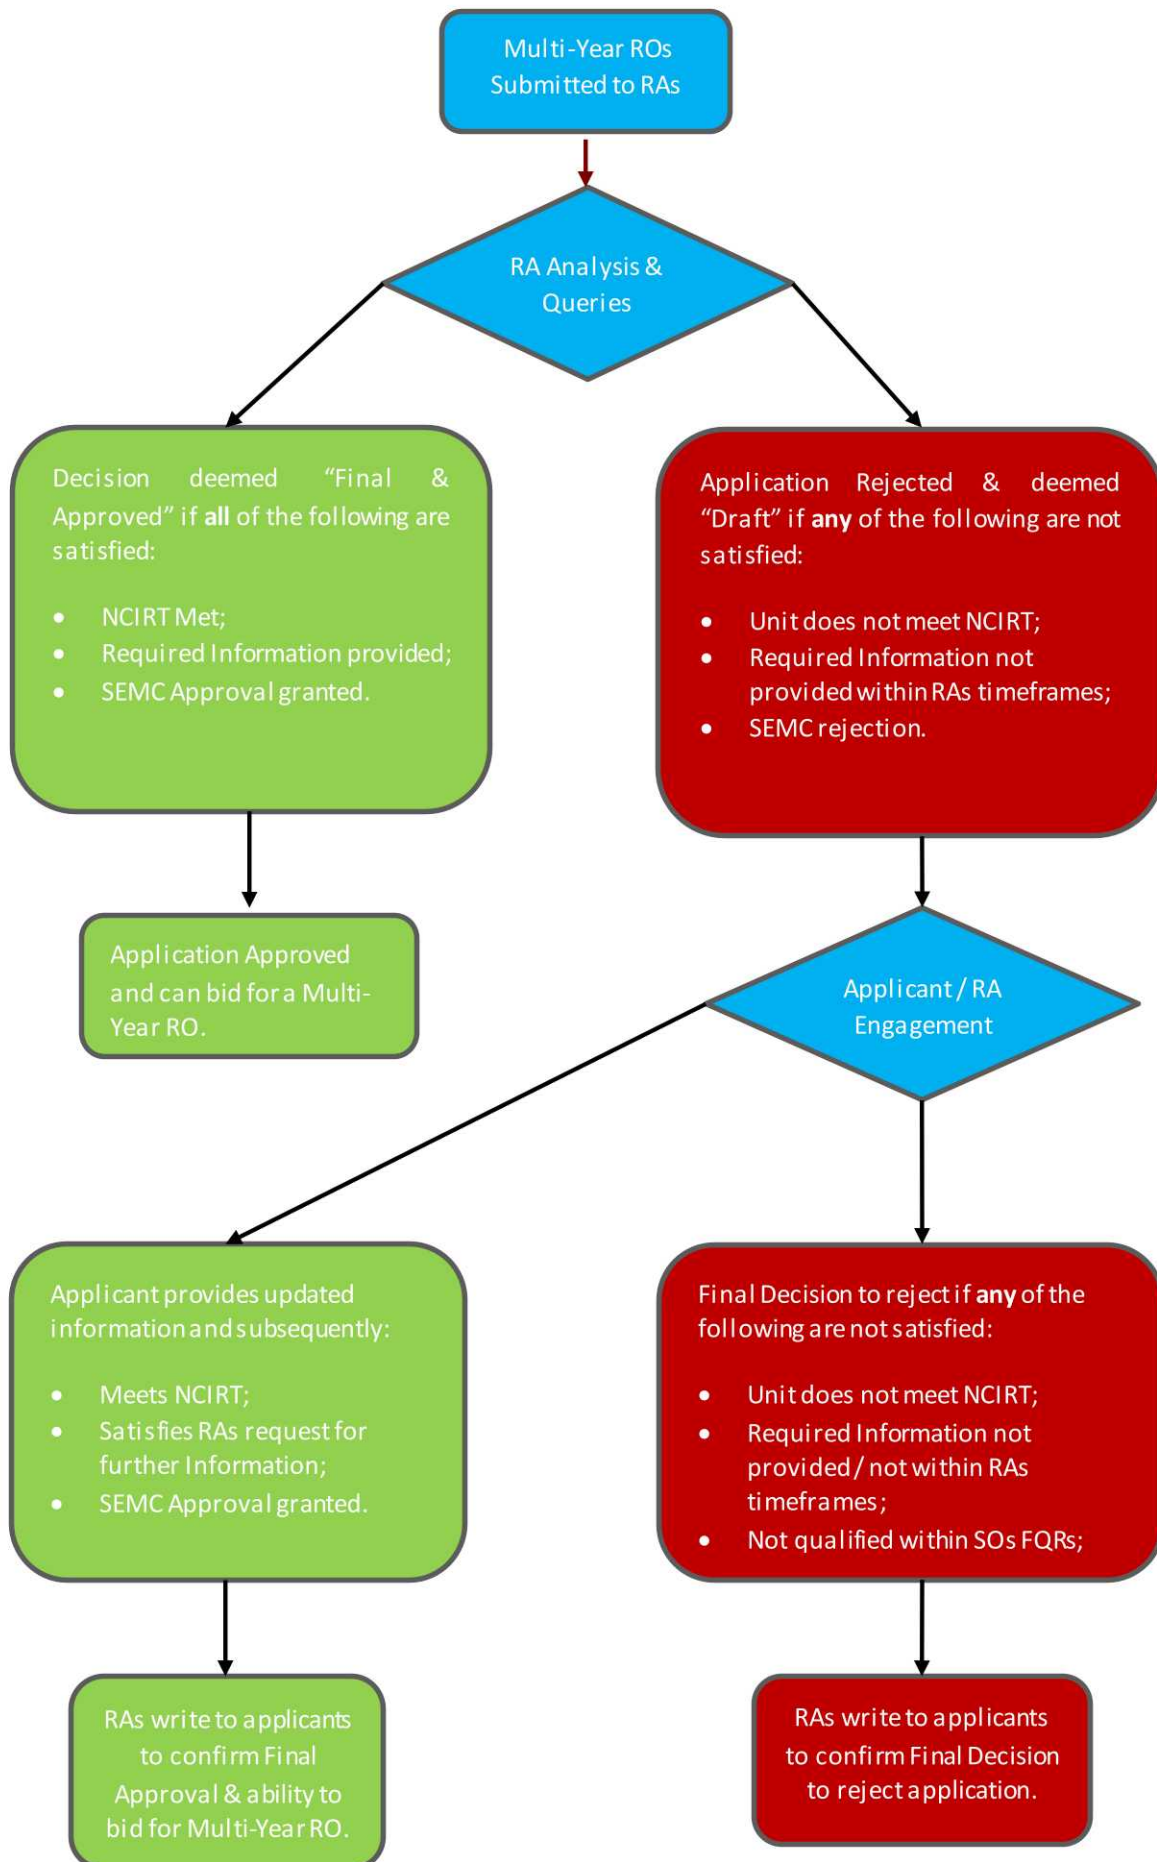 Multi-Year ROs
Submitted to RAs
RA Analysis &
Queries
Decision deemed “Final &
Approved” if all of the following are
satisfied:
• NCIRT Met;
• Required Information provided;
• SEMC Approval granted.
Application Rejected & deemed
“Draft” if any of the following are not
satisfied:
• Unit does not meet NCIRT;
• Required Information not
provided within RAs timeframes;
• SEMC rejection.
Application Approved
and can bid for a Multi-
Year RO.
Applicant / RA
Engagement
Applicant provides updated
information and subsequently:
• Meets NCIRT;
• Satisfies RAs request for
further Information;
• SEMC Approval granted.
Final Decision to reject if any of the
following are not satisfied:
• Unit does not meet NCIRT;
• Required Information not
provided / not within RAs
timeframes;
• Not qualified within SOs FQRs;
RAs write to applicants
to confirm Final
Approval & ability to
bid for Multi-Year RO.
RAs write to applicants
to confirm Final Decision
to reject application.